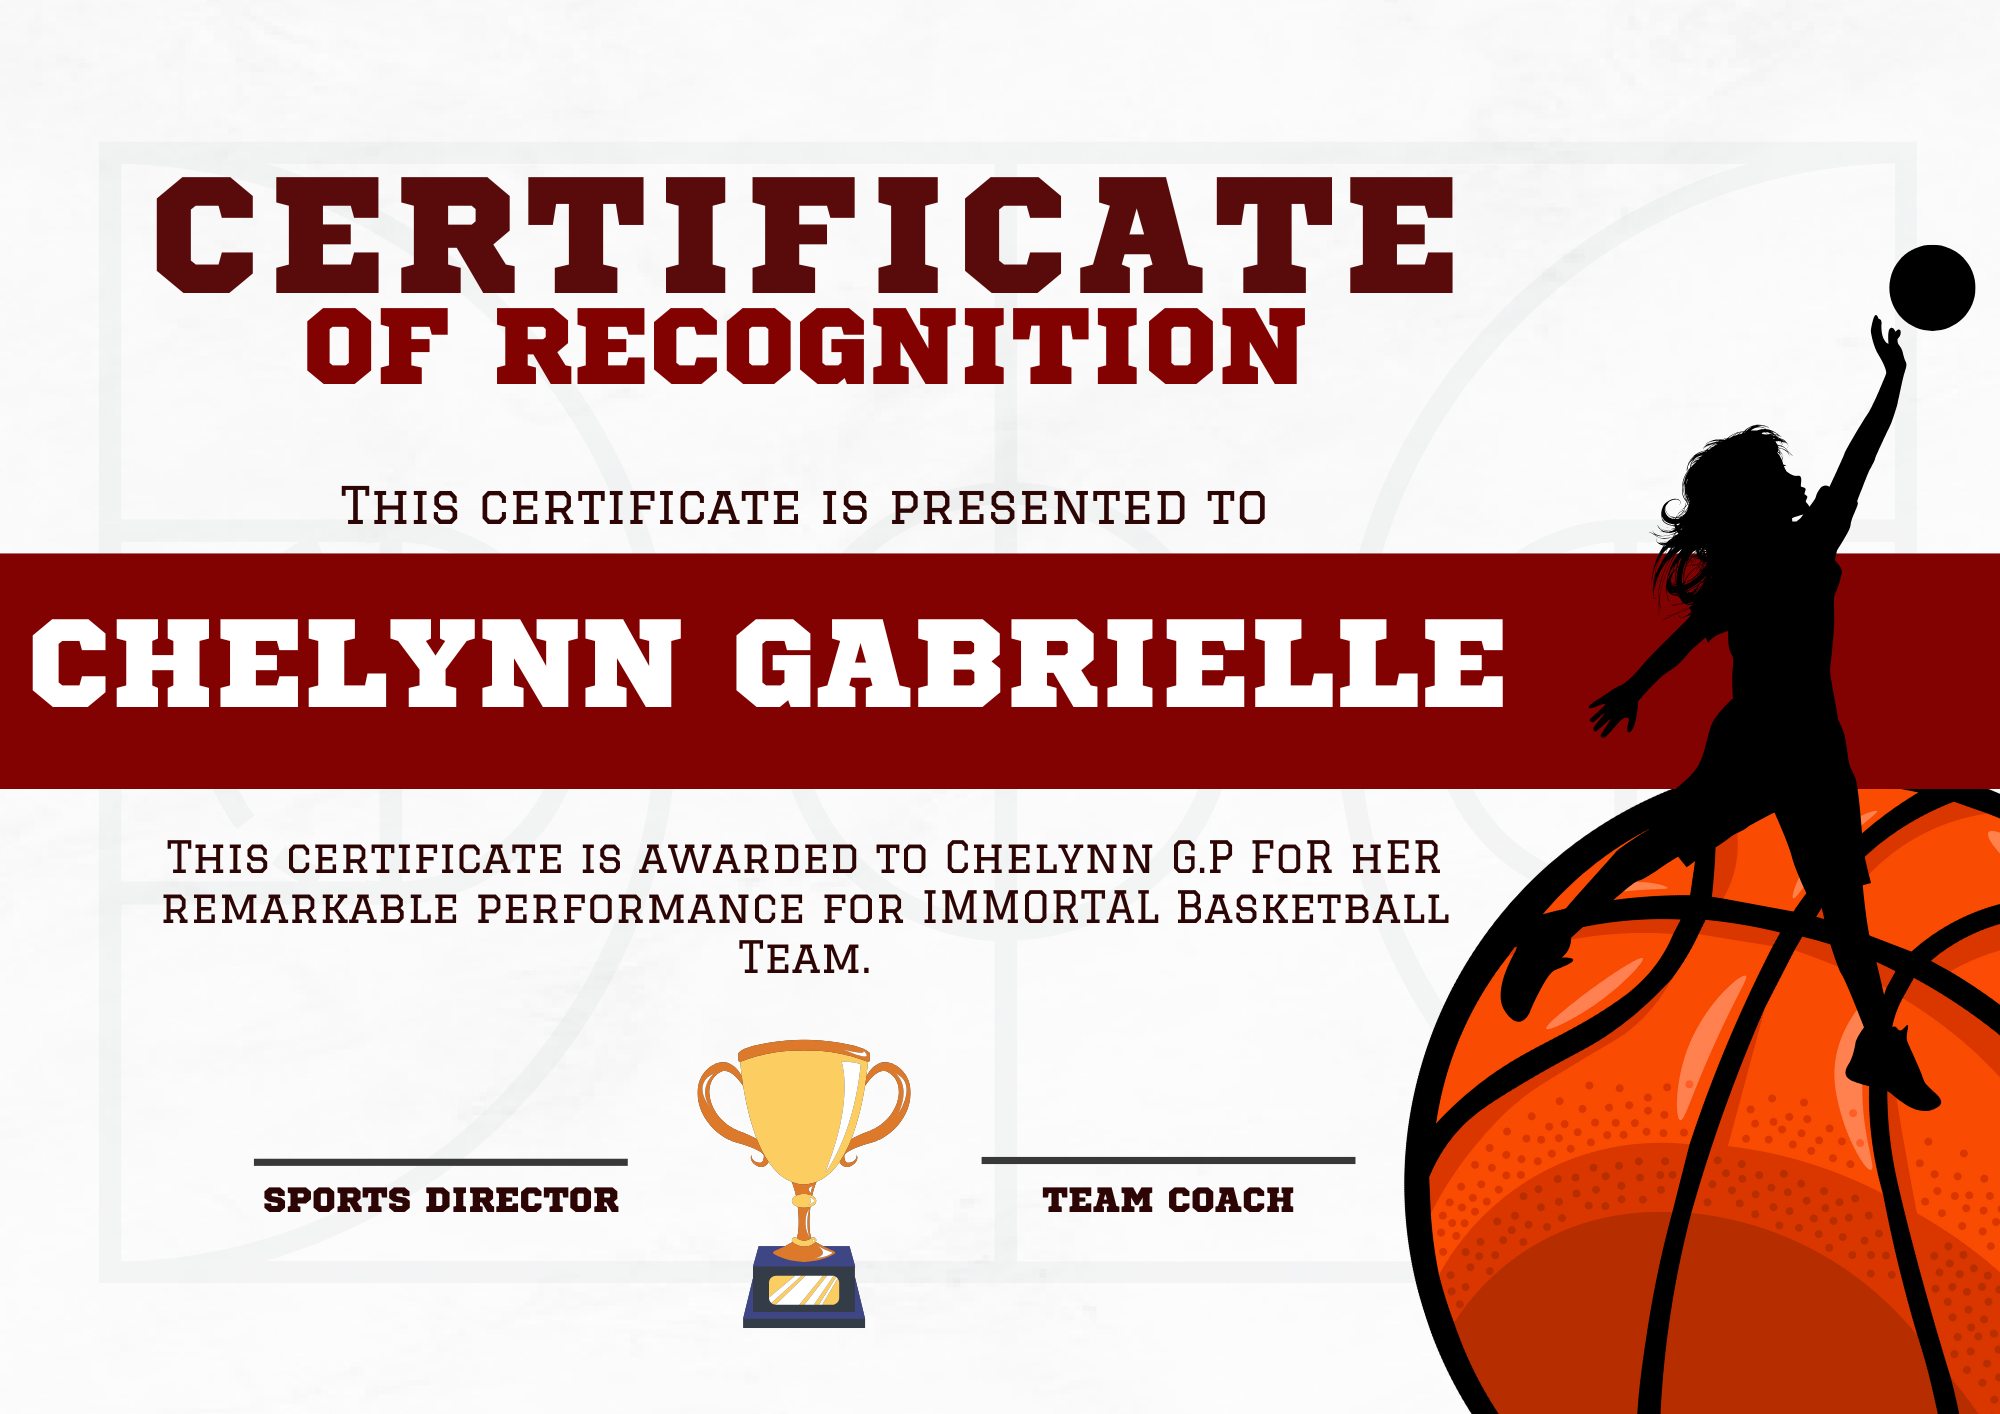 CERTIFICATE
OF RECOGNITION
This certificate is presented to
CHELYNN GABRIELLE
This certificate is awarded to Chelynn G.P FoR hER
remarkable performance for IMMORTAL Basketball
Team.
SPORTS DIRECTOR
TEAM COACH